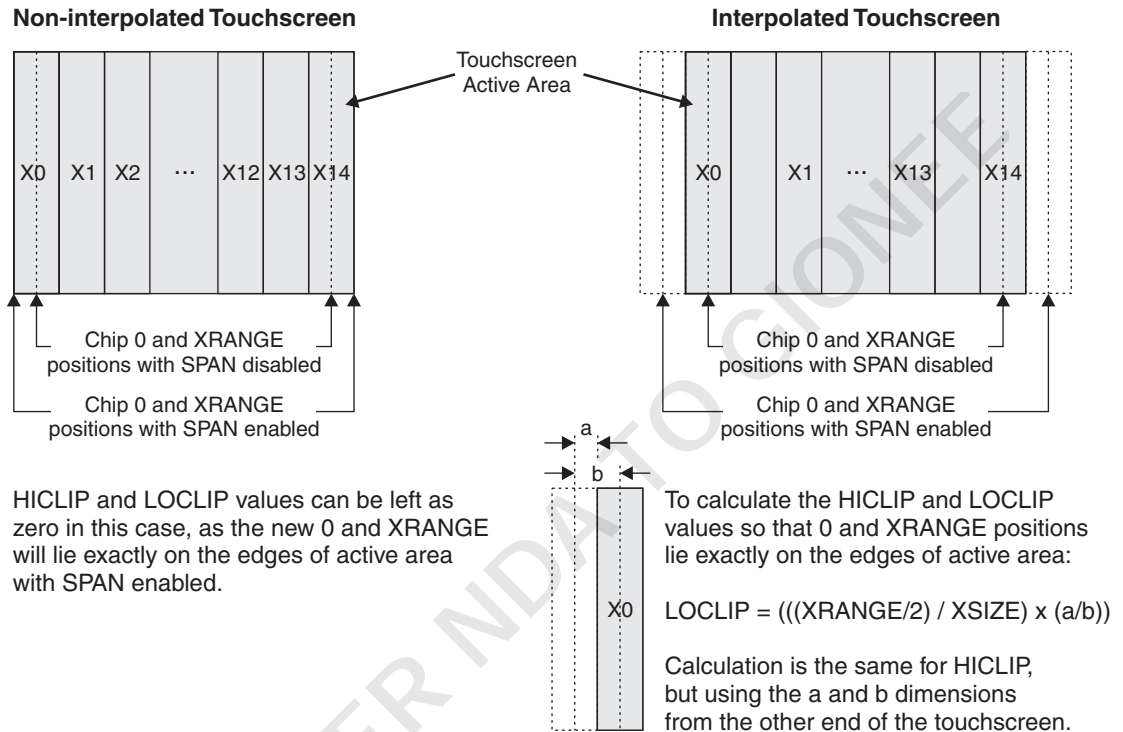 Non-interpolated Touchscreen
Interpolated Touchscreen
Touchscreen
Active Area
X0 X1 X2 ... X12 X13 X14
X0 X1 ... X13 X14
Chip 0 and XRANGE
positions with SPAN disabled
Chip 0 and XRANGE
positions with SPAN enabled
Chip 0 and XRANGE
positions with SPAN disabled
Chip 0 and XRANGE
positions with SPAN enabled
HICLIP and LOCLIP values can be left as
zero in this case, as the new 0 and XRANGE
will lie exactly on the edges of active area
with SPAN enabled.
a
b
X0
To calculate the HICLIP and LOCLIP
values so that 0 and XRANGE positions
lie exactly on the edges of active area:
LOCLIP = (((XRANGE/2) / XSIZE) x (a/b))
Calculation is the same for HICLIP,
but using the a and b dimensions
from the other end of the touchscreen.
ER NDA TO GIONEE